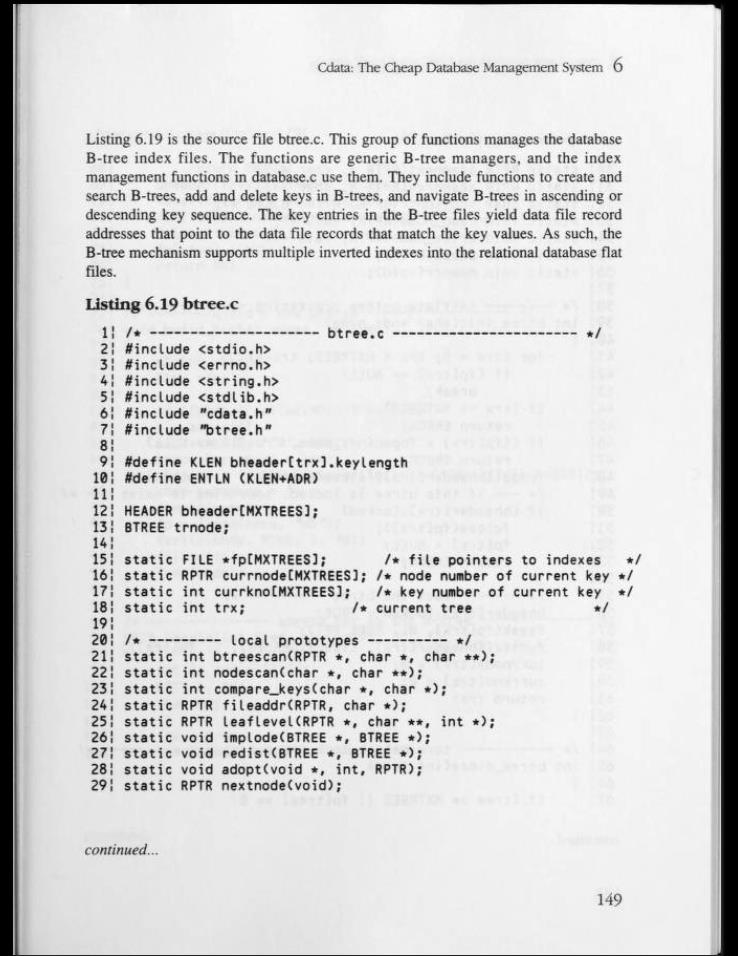 Cdata: The Cheap Database Management System 6
Listing 6.19 is the source file btree.c. This group of functions manages the database
B-tree index files. The functions are generic B-tree managers, and the index
management functions in database.c use them. They include functions to create and
search B-trees, add and delete keys in B-trees, and navigate B-trees in ascending or
descending key sequence. The key entries in the B-tree files yield data file record
addresses that point to the data file records that match the key values. As such, the
B-tree mechanism supports multiple inverted indexes into the relational database flat
files.
Listing 6.19 btree.c
1¦ /* --------------------- btree.c -------------------------- */
2¦ #include <stdio.h>
3¦ #include <errno.h>
4¦ #include <string.h>
5¦ #include <stdlib.h>
6¦ #include "cdata.h"
7¦ #include "btree.h"
8¦
9¦ #define KLEN bheader[trx].keylength
10¦ #define ENTLN (KLEN+ADR)
11¦
12¦ HEADER bheader[MXTREES];
13¦ BTREE trnode;
14¦
15¦ static FILE *fp[MXTREES];       /* file pointers to indexes   */
16¦ static RPTR currnode[MXTREES]; /* node number of current key */
17¦ static int currkno[MXTREES];   /* key number of current key  */
18¦ static int trx;             /* current tree               */
19¦
20¦ /* --------- local prototypes ---------- */
21¦ static int btreescan(RPTR *, char *, char **);
22¦ static int nodescan(char *, char **);
23¦ static int compare_keys(char *, char *);
24¦ static RPTR fileaddr(RPTR, char *);
25¦ static RPTR leaflevel(RPTR *, char **, int *);
26¦ static void implode(BTREE *, BTREE *);
27¦ static void redist(BTREE *, BTREE *);
28¦ static void adopt(void *, int, RPTR);
29¦ static RPTR nextnode(void);
continued...
149